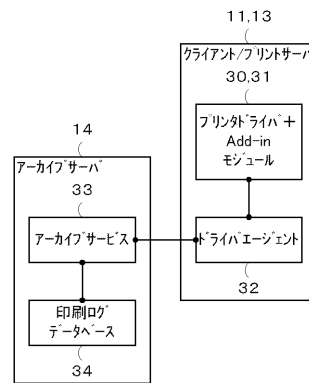 11,13
クライアント/プリントサーバ
30,31
プリンタドライバ＋
Add-in
モジュール
14
アーカイブサーバ
33
アーカイブサービス
ドライバエージェント
32
印刷ログ
データベース
34